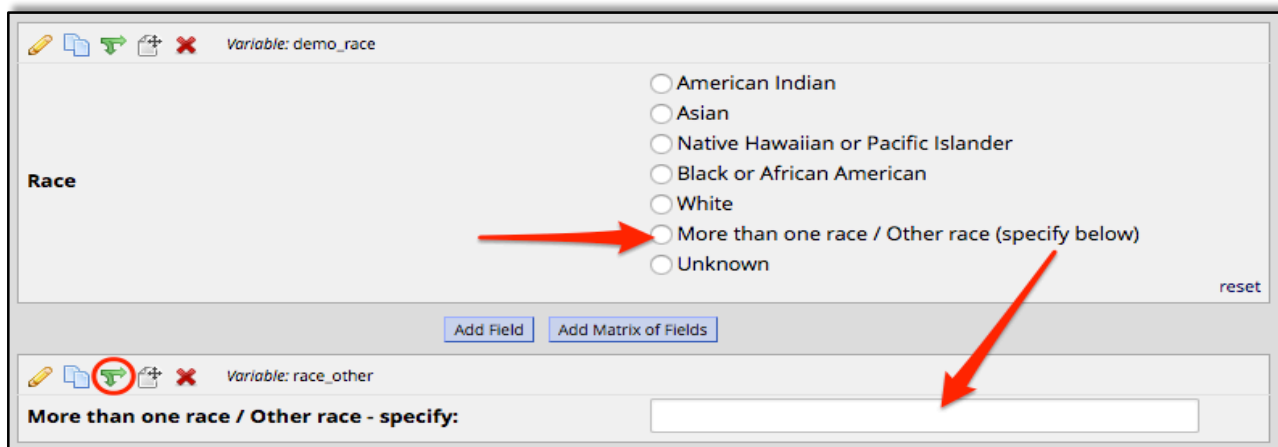 Variable: demo_race
American Indian
Asian
Native Hawaiian or Pacific Islander
Race
Black or African American
White
More than one race / Other race (specify below)
Unknown
reset
Add Field Add Matrix of Fields
Variable: race_other
More than one race / Other race - specify: